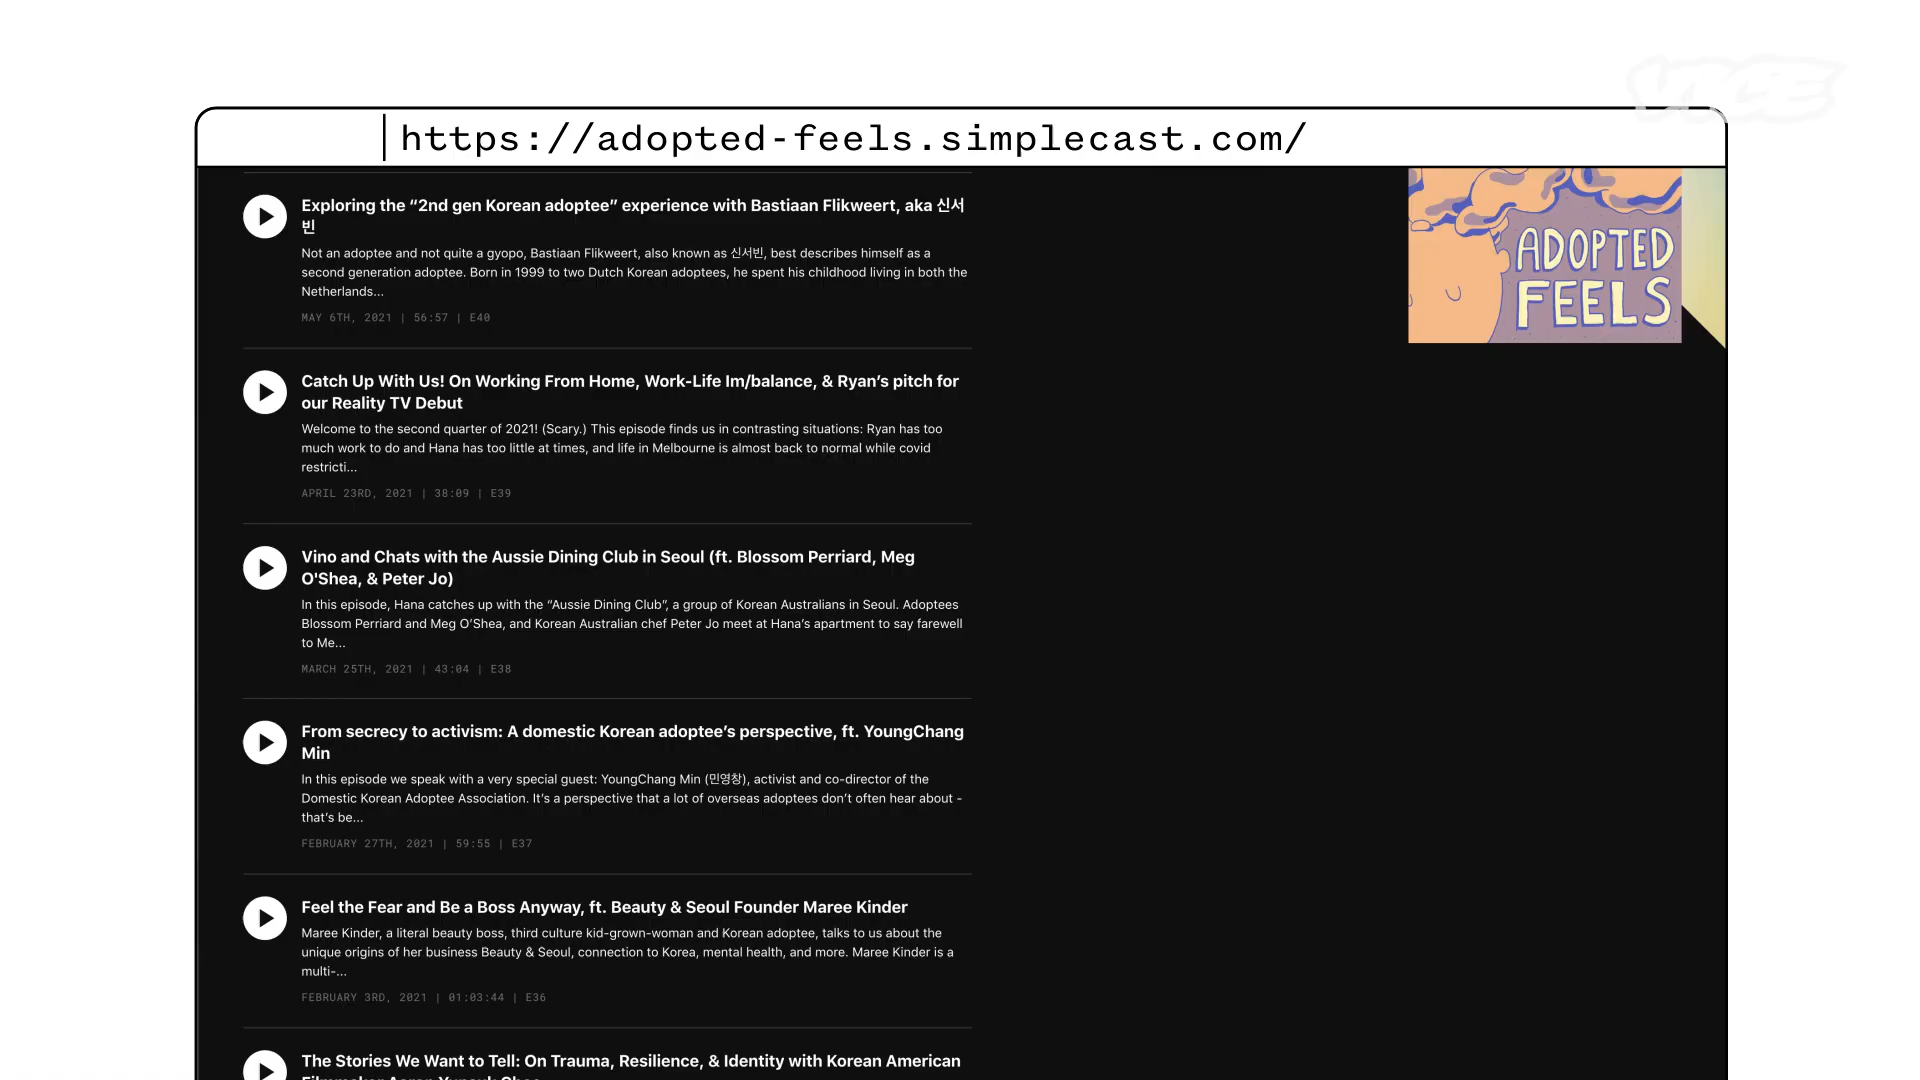 VICE
https://adopted-feels.simplecast.com/
Exploring the “2nd gen Korean adoptee” experience with Bastiaan Flikweert, aka 신서
빈
Not an adoptee and not quite a gyopo, Bastiaan Flikweert, also known as 신서빈, best describes himself as a
second generation adoptee. Born in 1999 to two Dutch Korean adoptees, he spent his childhood living in both the
Netherlands...
MAY 6TH, 2021 | 56:57 | E40
ADOPTED
FEELS
Catch Up With Us! On Working From Home, Work-Life Im/balance, & Ryan’s pitch for
our Reality TV Debut
Welcome to the second quarter of 2021! (Scary.) This episode finds us in contrasting situations: Ryan has too
much work to do and Hana has too little at times, and life in Melbourne is almost back to normal while covid
restricti...
APRIL 23RD, 2021 | 38:09 | E39
Vino and Chats with the Aussie Dining Club in Seoul (ft. Blossom Perriard, Meg
O'Shea, & Peter Jo)
In this episode, Hana catches up with the “Aussie Dining Club”, a group of Korean Australians in Seoul. Adoptees
Blossom Perriard and Meg O’Shea, and Korean Australian chef Peter Jo meet at Hana’s apartment to say farewell
to Me...
MARCH 25TH, 2021 | 43:04 | E38
From secrecy to activism: A domestic Korean adoptee’s perspective, ft. YoungChang
Min
In this episode we speak with a very special guest: YoungChang Min (민영창), activist and co-director of the
Domestic Korean Adoptee Association. It’s a perspective that a lot of overseas adoptees don’t often hear about -
that’s be...
FEBRUARY 27TH, 2021 | 59:55 | E37
Feel the Fear and Be a Boss Anyway, ft. Beauty & Seoul Founder Maree Kinder
Maree Kinder, a literal beauty boss, third culture kid-grown-woman and Korean adoptee, talks to us about the
unique origins of her business Beauty & Seoul, connection to Korea, mental health, and more. Maree Kinder is a
multi-...
FEBRUARY 3RD, 2021 | 01:03:44 | E36
The Stories We Want to Tell: On Trauma, Resilience, & Identity with Korean American